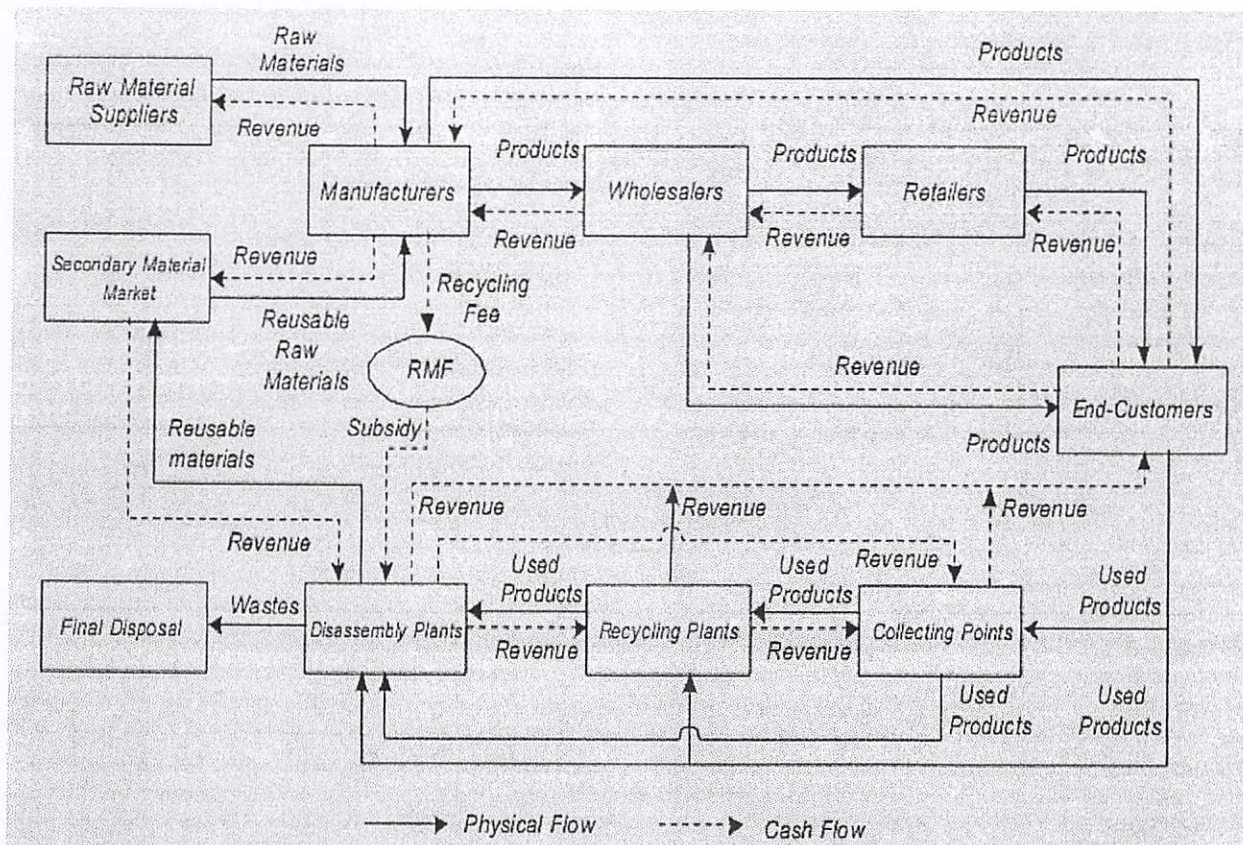 Raw
Materials
Products
Raw Material
Suppliers
Revenue
Revenue
Products
Products
Products
Manufacturers
Wholesalers
Retailers
Revenue
Revenue
Revenue
Revenue
Secondary Material
Market
Recycling
Fee
Reusable
Raw
Materials
RMF
Revenue
End-Customers
Subsidy
Reusable
materials
Products
Revenue
Revenue
Revenue
Revenue
Revenue
Used
Products
Used
Products
Used
Products
Wastes
Final Disposal
Disassembly Plants
Recycling Plants
Collecting Points
Revenue
Revenue
Used
Products
Used
Products
Physical Flow
Cash Flow